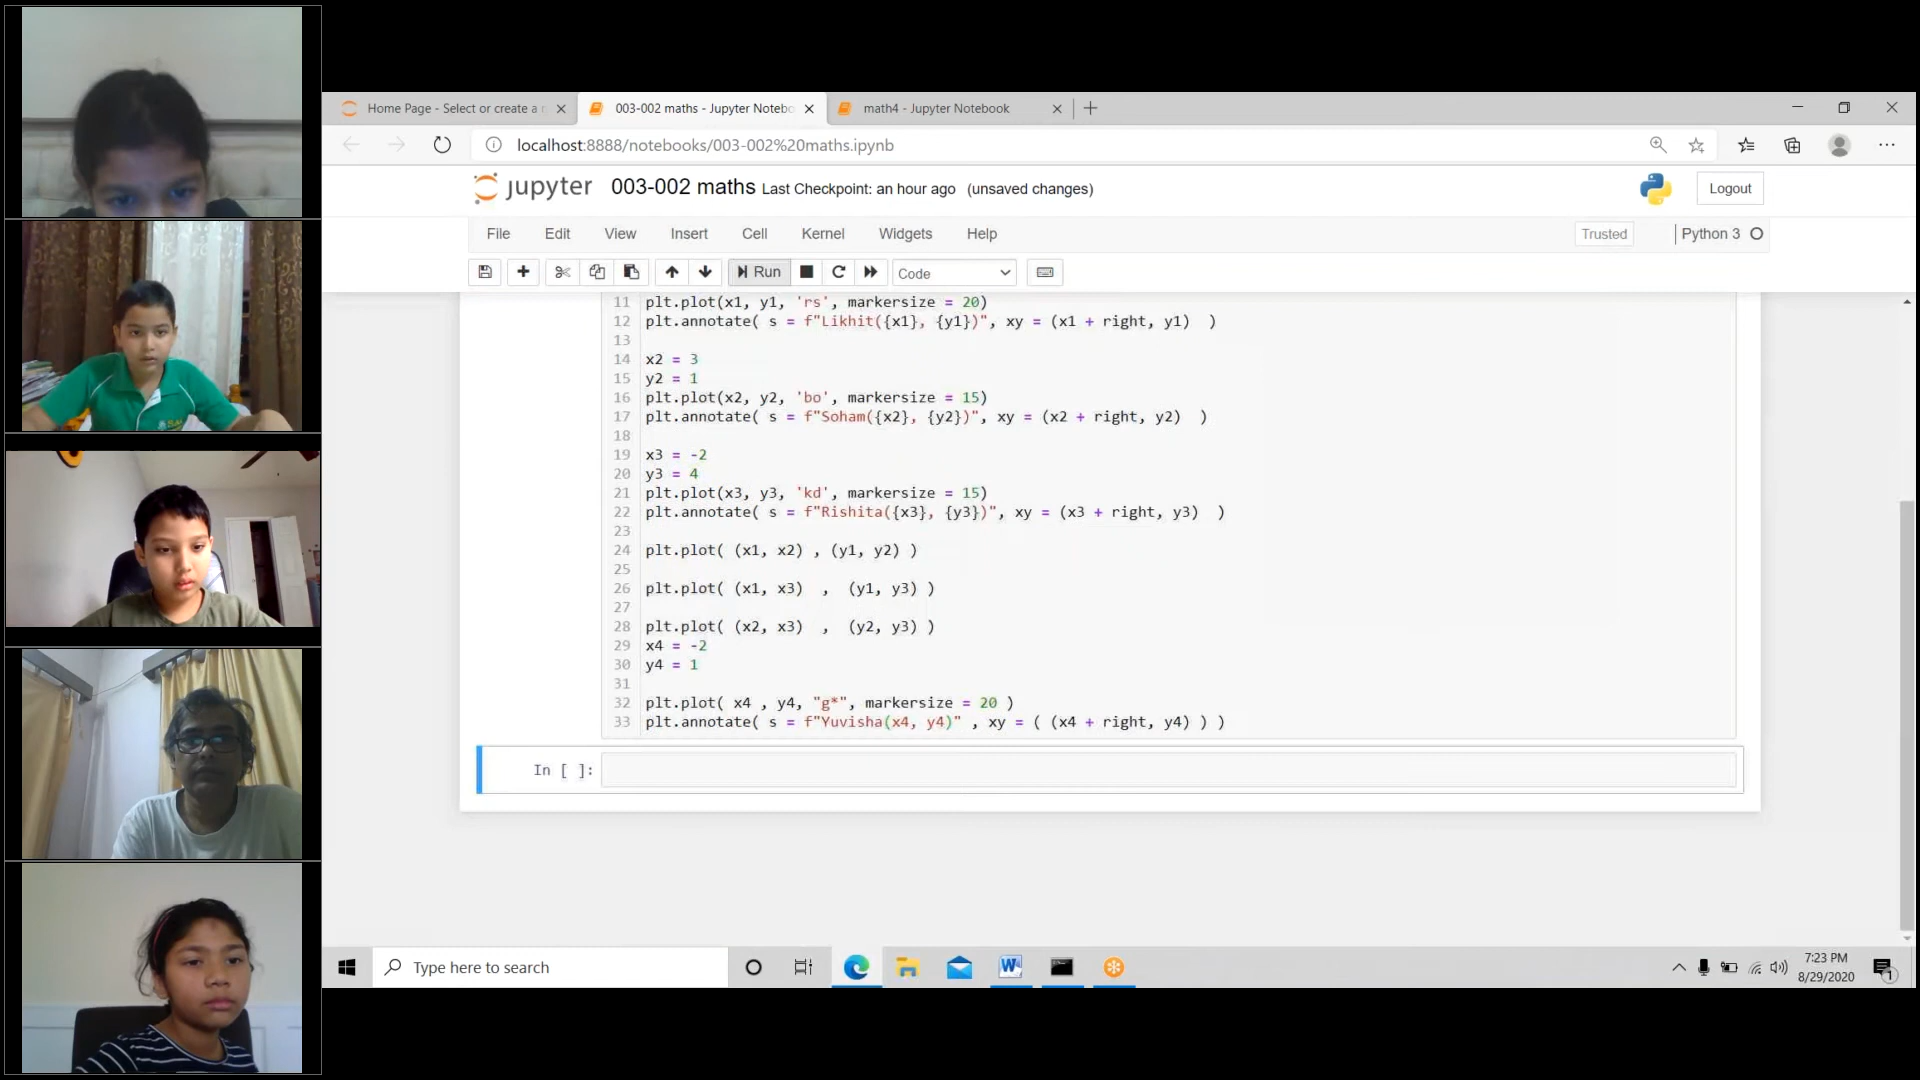 Home Page - Select or create a n
003-002 maths - Jupyter Notebo
math4 - Jupyter Notebook
localhost:8888/notebooks/003-002%20maths.ipynb
jupyter 003-002 maths Last Checkpoint: an hour ago (unsaved changes)
Logout
File Edit View Insert Cell Kernel Widgets Help
Trusted
Python 3
Run
Code
11 plt.plot(x1, y1, 'rs', markersize = 20)
12 plt.annotate( s = f"Likhit({x1}, {y1})", xy = (x1 + right, y1)  )
13
14 x2 = 3
15 y2 = 1
16 plt.plot(x2, y2, 'bo', markersize = 15)
17 plt.annotate( s = f"Soham({x2}, {y2})", xy = (x2 + right, y2)  )
18
19 x3 = -2
20 y3 = 4
21 plt.plot(x3, y3, 'kd', markersize = 15)
22 plt.annotate( s = f"Rishita({x3}, {y3})", xy = (x3 + right, y3)  )
23
24 plt.plot( (x1, x2) , (y1, y2) )
25
26 plt.plot( (x1, x3)  ,  (y1, y3) )
27
28 plt.plot( (x2, x3)  ,  (y2, y3) )
29 x4 = -2
30 y4 = 1
31
32 plt.plot( x4 , y4, "g*", markersize = 20 )
33 plt.annotate( s = f"Yuvisha(x4, y4)" , xy = ( (x4 + right, y4) ) )
In [ ]:
Type here to search
7:23 PM
8/29/2020
1